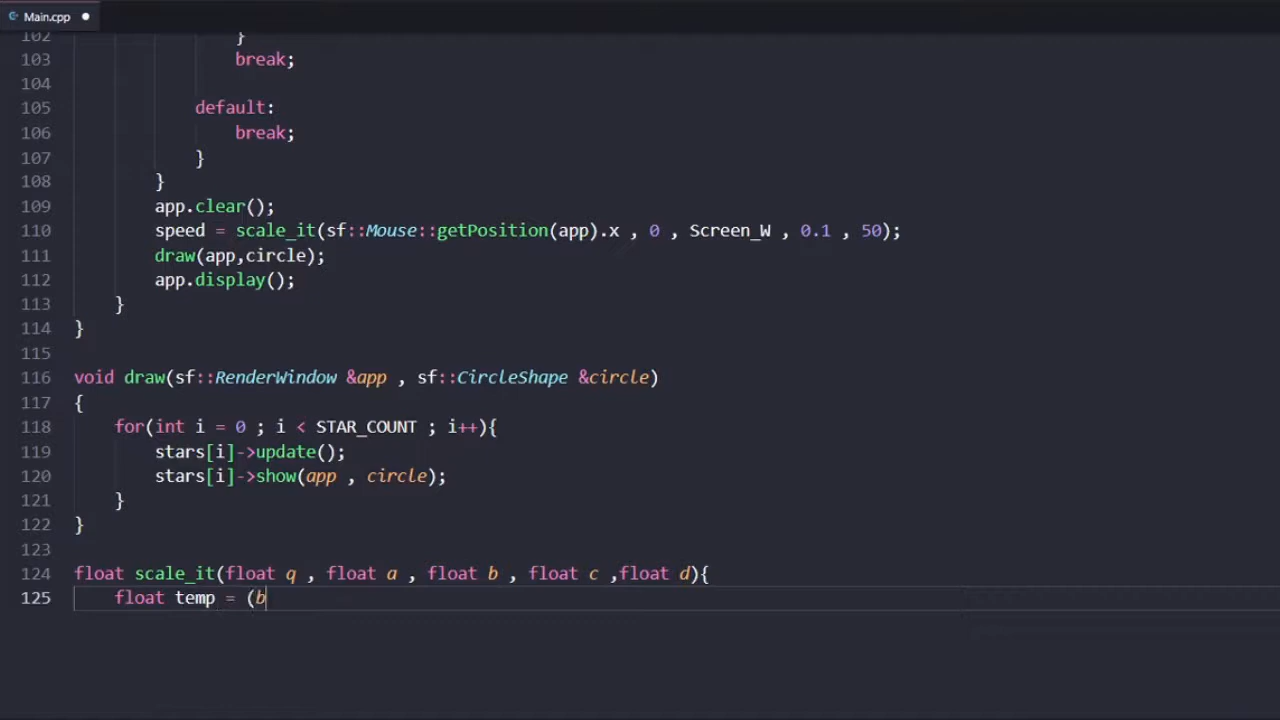 Main.cpp
102 }
103 break;
104
105 default:
106 break;
107 }
108 }
109 app.clear();
110 speed = scale_it(sf::Mouse::getPosition(app).x , 0 , Screen_W , 0.1 , 50);
111 draw(app,circle);
112 app.display();
113 }
114 }
115
116 void draw(sf::RenderWindow &app , sf::CircleShape &circle)
117 {
118 for(int i = 0 ; i < STAR_COUNT ; i++){
119 stars[i]->update();
120 stars[i]->show(app , circle);
121 }
122 }
123
124 float scale_it(float q , float a , float b , float c ,float d){
125 float temp = (b